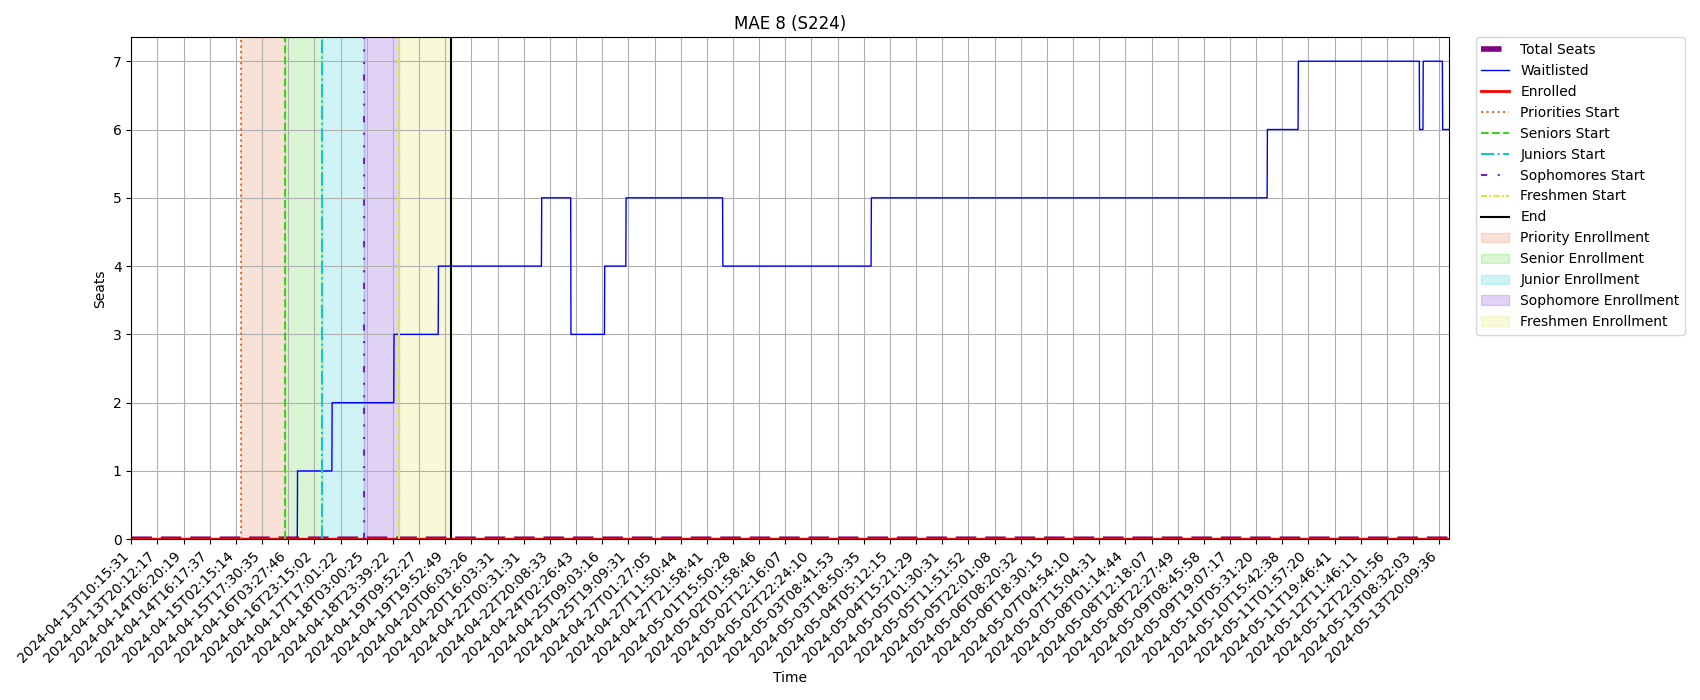 MAE 8 (S224)
7
6
5
4
3
2
1
0
Seats
2024-04-13T10:15:31
2024-04-13T20:12:17
2024-04-14T06:20:19
2024-04-14T16:17:37
2024-04-15T02:15:14
2024-04-15T17:30:35
2024-04-16T03:27:46
2024-04-16T23:15:02
2024-04-17T17:01:22
2024-04-18T03:00:25
2024-04-18T23:39:22
2024-04-19T09:52:27
2024-04-19T19:52:49
2024-04-20T06:03:26
2024-04-20T16:03:31
2024-04-22T00:31:31
2024-04-22T20:08:33
2024-04-24T02:26:43
2024-04-25T09:03:16
2024-04-25T19:09:31
2024-04-27T01:27:05
2024-04-27T11:50:44
2024-04-27T21:58:41
2024-05-01T15:50:28
2024-05-02T01:58:46
2024-05-02T12:16:07
2024-05-02T22:24:10
2024-05-03T08:41:53
2024-05-03T18:50:35
2024-05-04T05:12:15
2024-05-04T15:21:29
2024-05-05T01:30:31
2024-05-05T11:51:52
2024-05-05T22:01:08
2024-05-06T08:20:32
2024-05-06T18:30:15
2024-05-07T04:54:10
2024-05-07T15:04:31
2024-05-08T01:14:44
2024-05-08T12:18:07
2024-05-08T22:27:49
2024-05-09T08:45:58
2024-05-09T19:07:17
2024-05-10T05:31:20
2024-05-10T15:42:38
2024-05-11T01:57:20
2024-05-11T19:46:41
2024-05-12T11:46:11
2024-05-12T22:01:56
2024-05-13T08:32:03
2024-05-13T20:09:36
Time
Total Seats
Waitlisted
Enrolled
Priorities Start
Seniors Start
Juniors Start
Sophomores Start
Freshmen Start
End
Priority Enrollment
Senior Enrollment
Junior Enrollment
Sophomore Enrollment
Freshmen Enrollment